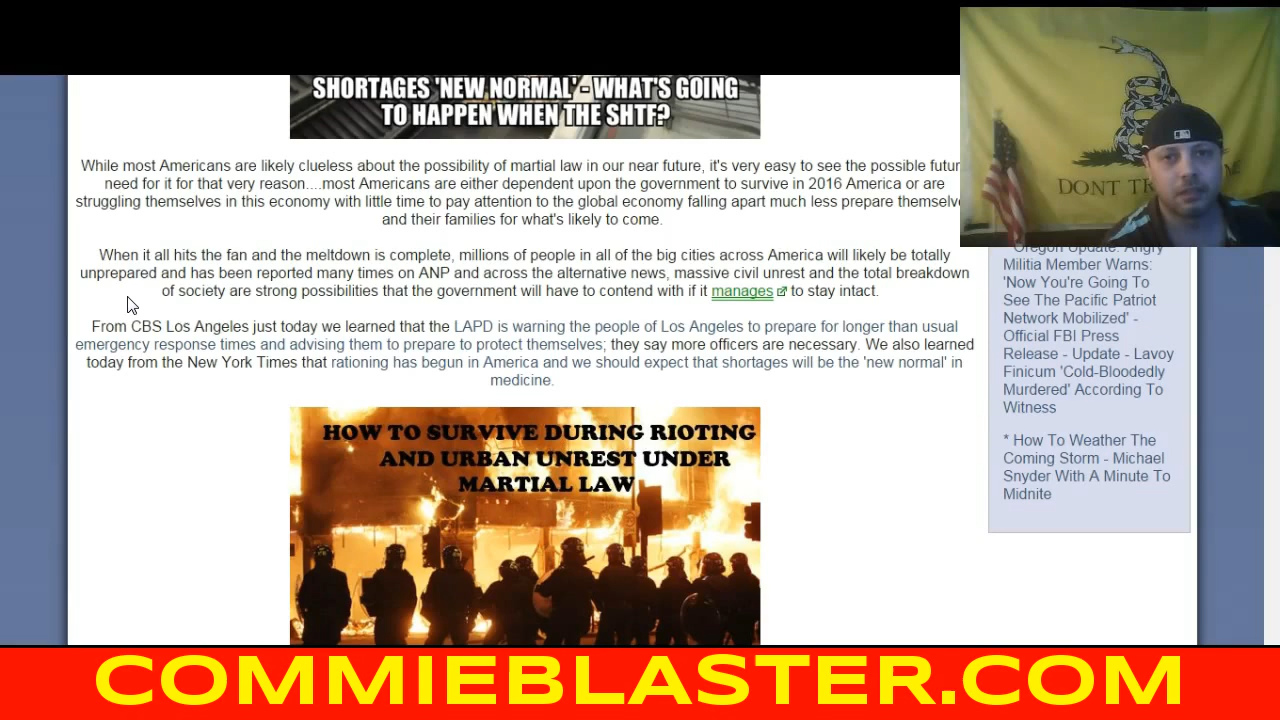 SHORTAGES 'NEW NORMAL' - WHAT'S GOING
TO HAPPEN WHEN THE SHTF?
DONT TR
While most Americans are likely clueless about the possibility of martial law in our near future, it's very easy to see the possible futur
need for it for that very reason....most Americans are either dependent upon the government to survive in 2016 America or are
struggling themselves in this economy with little time to pay attention to the global economy falling apart much less prepare themselve
and their families for what's likely to come.
When it all hits the fan and the meltdown is complete, millions of people in all of the big cities across America will likely be totally
unprepared and has been reported many times on ANP and across the alternative news, massive civil unrest and the total breakdown
of society are strong possibilities that the government will have to contend with if it manages to stay intact.
From CBS Los Angeles just today we learned that the LAPD is warning the people of Los Angeles to prepare for longer than usual
emergency response times and advising them to prepare to protect themselves; they say more officers are necessary. We also learned
today from the New York Times that rationing has begun in America and we should expect that shortages will be the 'new normal' in
medicine.
HOW TO SURVIVE DURING RIOTING
AND URBAN UNREST UNDER
MARTIAL LAW
Oregon Update: Angry
Militia Member Warns:
'Now You're Going To
See The Pacific Patriot
Network Mobilized' -
Official FBI Press
Release - Update - Lavoy
Finicum 'Cold-Bloodedly
Murdered' According To
Witness
* How To Weather The
Coming Storm - Michael
Snyder With A Minute To
Midnite
COMMIEBLASTER.COM